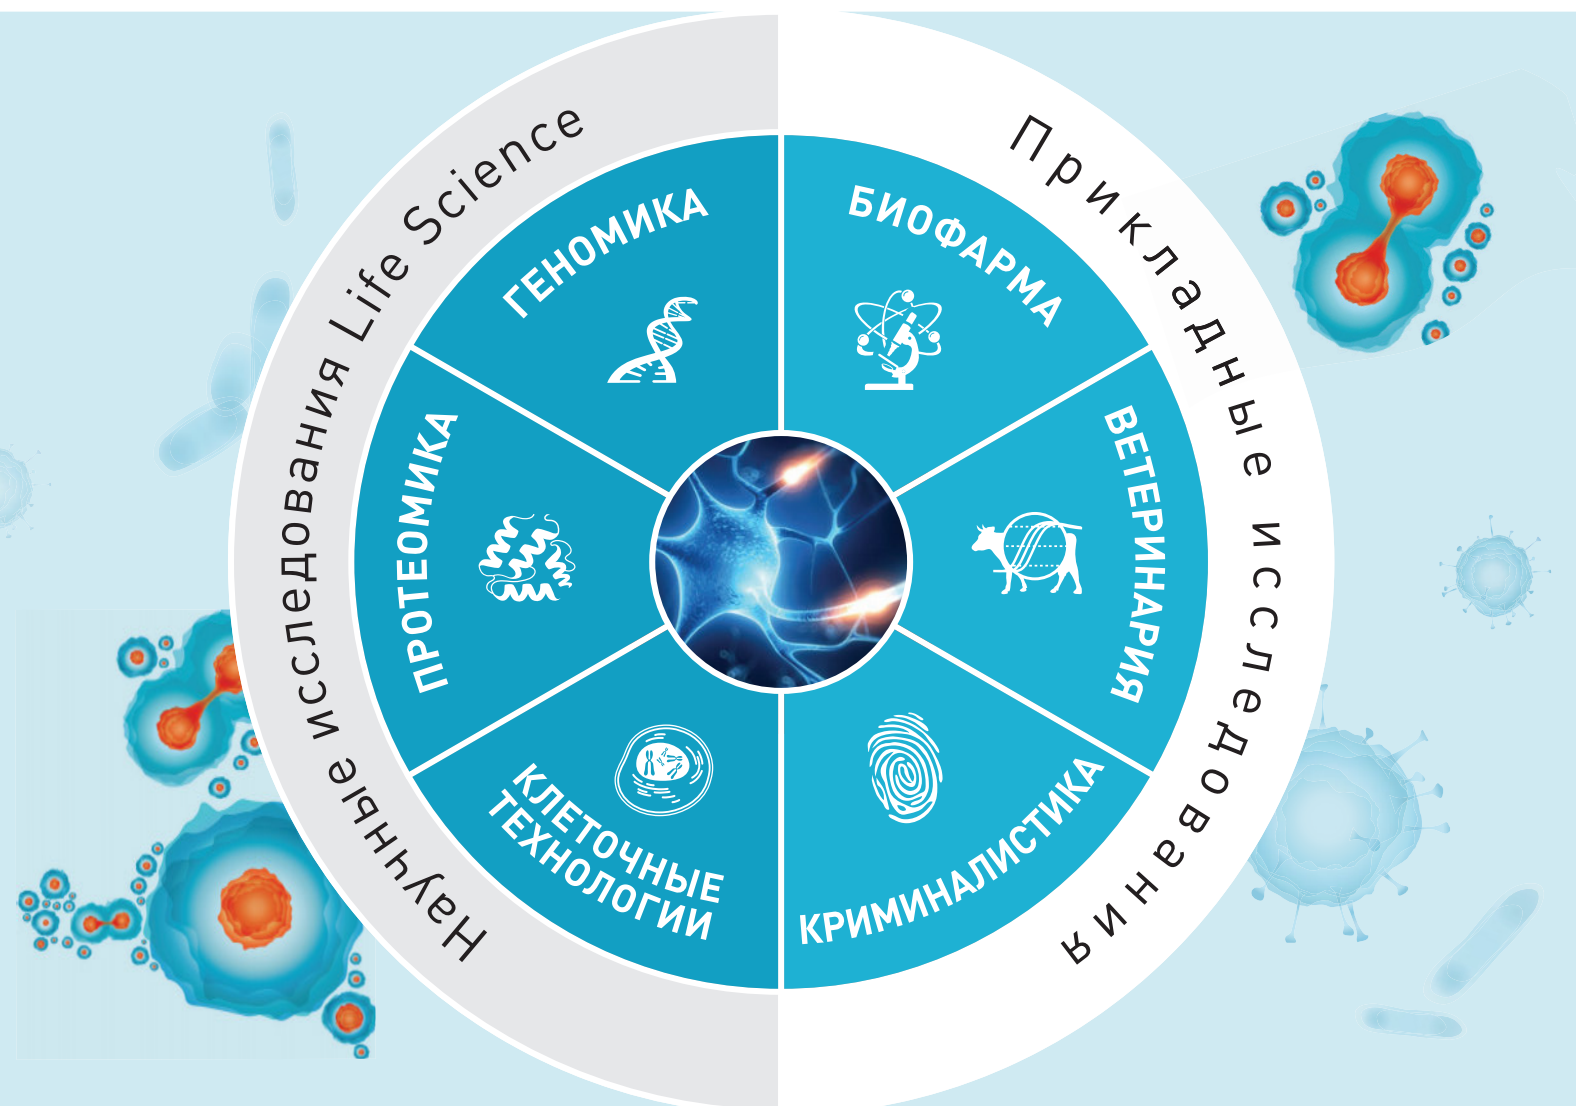 Научные исследования Life Science
Прикладные исследования
ГЕНОМИКА
БИОФАРМА
ПРОТЕОМИКА
ВЕТЕРИНАРИЯ
КЛЕТОЧНЫЕ
ТЕХНОЛОГИИ
КРИМИНАЛИСТИКА